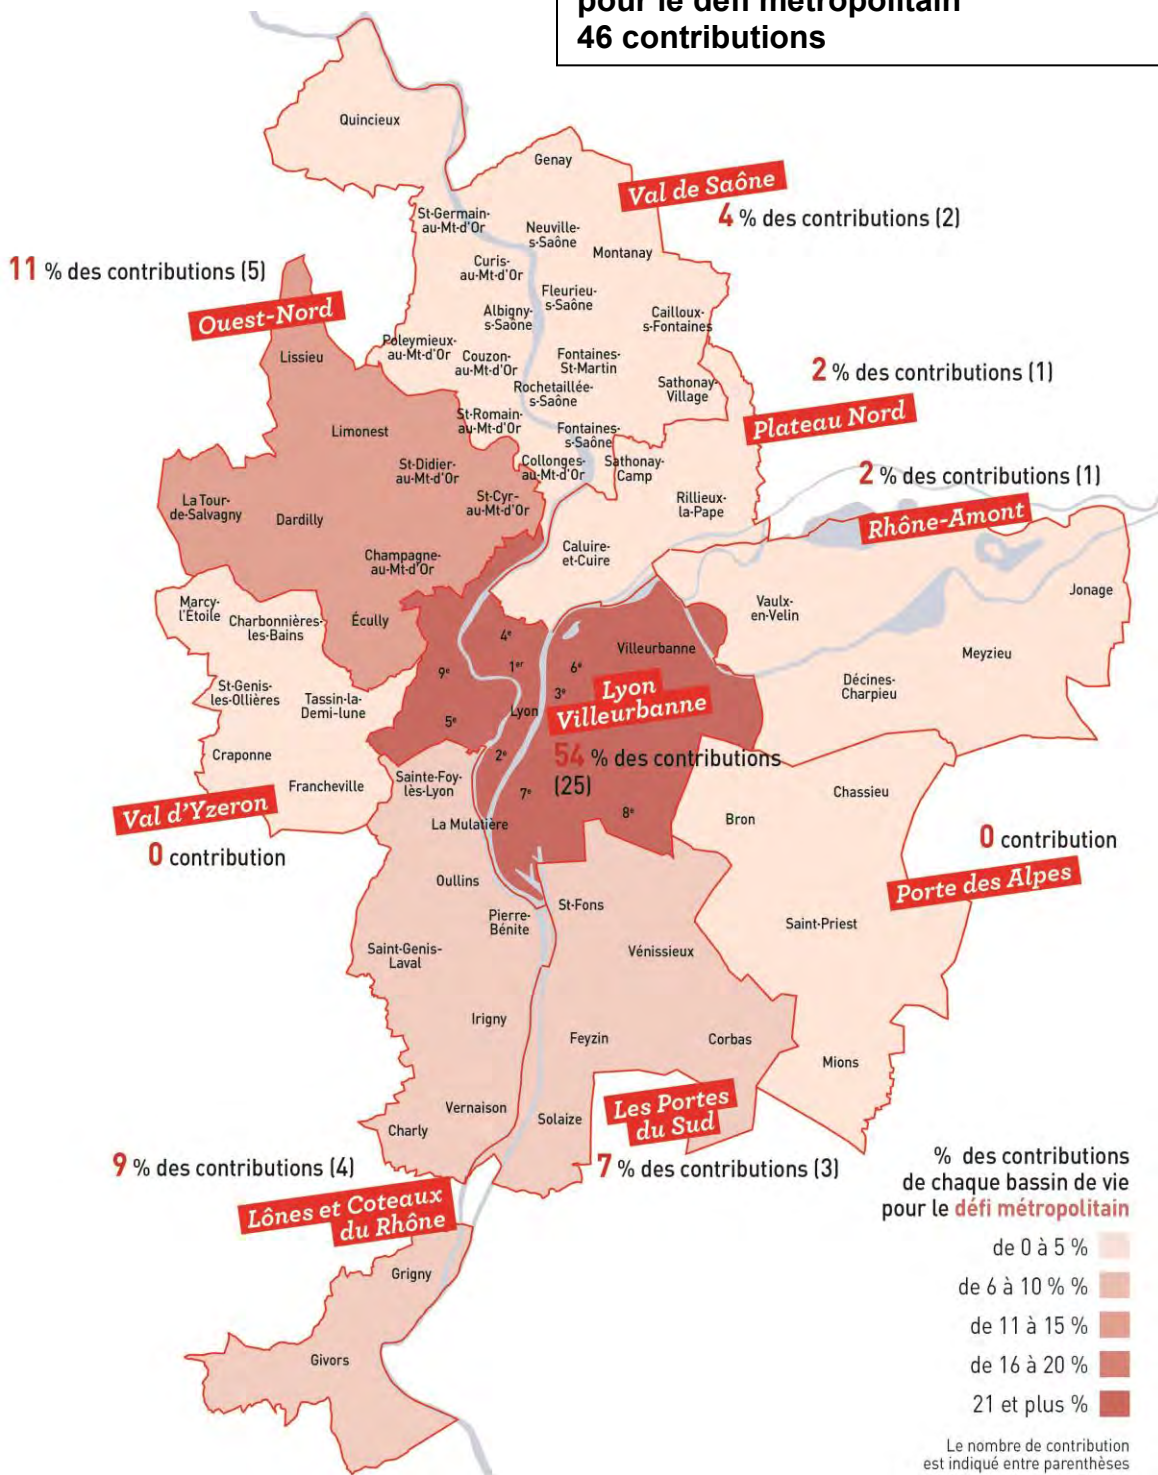 pour le défi métropolitain
46 contributions
Quincieux
Genay
Val de Saône
4 % des contributions (2)
St-Germain-
au-Mt-d'Or
Neuville-
s-Saône
Montanay
Curis-
au-Mt-d'Or
11 % des contributions (5)
Ouest-Nord
Fleurieu-
s-Saône
Albigny-
s-Saône
Cailloux-
s-Fontaines
Lissieu
Poleymieux-
au-Mt-d'Or
Couzon-
au-Mt-d'Or
Fontaines-
St-Martin
Rochetaillée-
s-Saône
Sathonay-
Village
2 % des contributions (1)
Plateau Nord
St-Romain-
au-Mt-d'Or
Limonest
Fontaines-
s-Saône
St-Didier-
au-Mt-d'Or
Collonges-
au-Mt-d'Or
Sathonay-
Camp
2 % des contributions (1)
Rhône-Amont
La Tour-
de-Salvagny
Dardilly
St-Cyr-
au-Mt-d'Or
Rillieux-
la-Pape
Champagne-
au-Mt-d'Or
Caluire-
et-Cuire
Marcy-
l'Étoile
Charbonnières-
les-Bains
Écully
Vaulx-
en-Velin
Jonage
4e
1er
6e
Villeurbanne
Meyzieu
9e
3e
Lyon
Villeurbanne
Décines-
Charpieu
St-Genis-
les-Ollières
Tassin-la-
Demi-lune
5e
Lyon
Craponne
2e
54 % des contributions
(25)
Francheville
Sainte-Foy-
lès-Lyon
7e
8e
Chassieu
Bron
Val d'Yzeron
0 contribution
La Mulatière
0 contribution
Porte des Alpes
Oullins
Pierre-
Bénite
St-Fons
Saint-Priest
Saint-Genis-
Laval
Vénissieux
Irigny
Feyzin
Corbas
Mions
Vernaison
Charly
Solaize
Les Portes
du Sud
7 % des contributions (3)
9 % des contributions (4)
Lônes et Coteaux
du Rhône
Grigny
Givors
% des contributions
de chaque bassin de vie
pour le défi métropolitain
de 0 à 5 %
de 6 à 10 % %
de 11 à 15 %
de 16 à 20 %
21 et plus %
Le nombre de contribution
est indiqué entre parenthèses